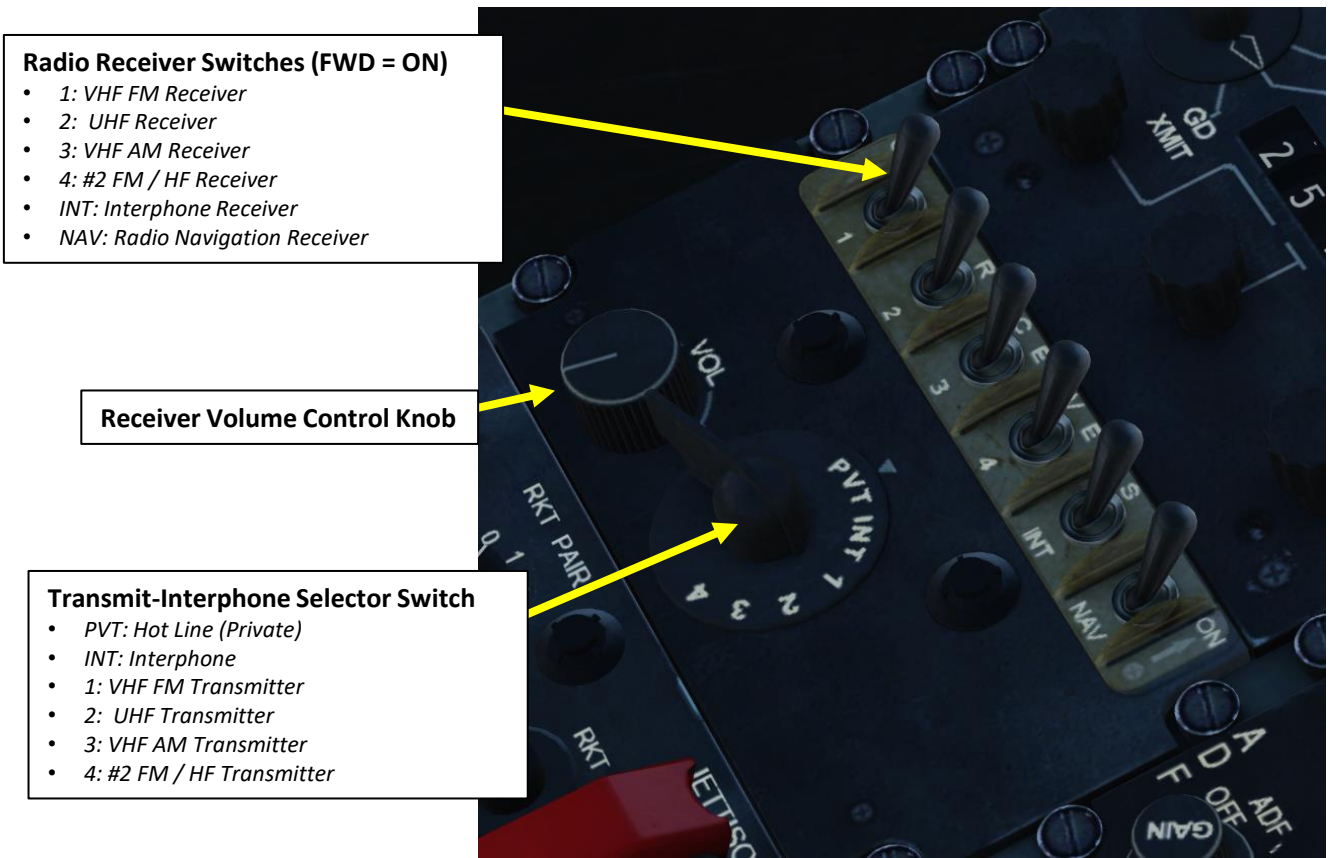 Radio Receiver Switches (FWD = ON)
• 1: VHF FM Receiver
• 2: UHF Receiver
• 3: VHF AM Receiver
• 4: #2 FM / HF Receiver
• INT: Interphone Receiver
• NAV: Radio Navigation Receiver
Receiver Volume Control Knob
Transmit-Interphone Selector Switch
• PVT: Hot Line (Private)
• INT: Interphone
• 1: VHF FM Transmitter
• 2: UHF Transmitter
• 3: VHF AM Transmitter
• 4: #2 FM / HF Transmitter
GD
XMIT
2
5
1
2
3
4
INT
NAV
R
C
E
V
E
S
ON
VOL
PVT INT 1 2 3 4
RKT PAIR
0
1
RKT
JETTISO
ADF
OFF
ADF
GAIN